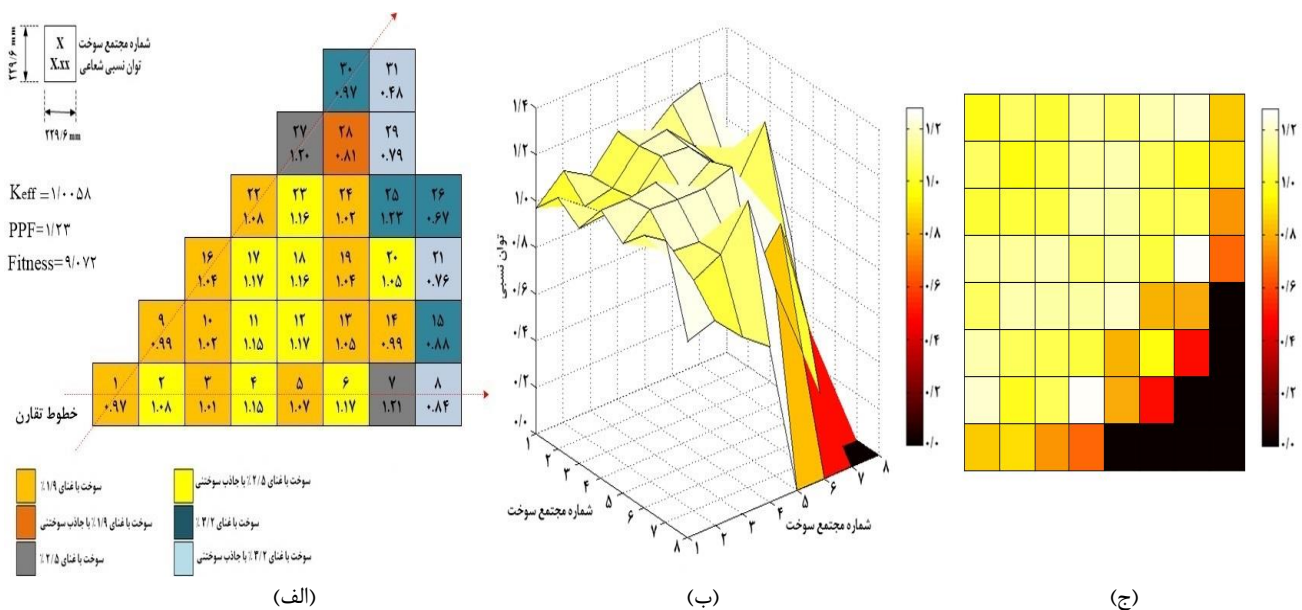 ۲۲۹/۶ mm
X
X.xx
شماره مجتمع سوخت
توان نسبی شعاعی
۲۲۹/۶ mm
Keff =۱/۰۰۵۸
PPF=۱/۲۳
Fitness=۹/۰۷۲
۳۰ ۳۱
۰.۹۷ ۰.۴۸
۲۷ ۲۸ ۲۹
۱.۲۰ ۰.۸۱ ۰.۷۹
۲۲ ۲۳ ۲۴ ۲۵ ۲۶
۱.۰۸ ۱.۱۶ ۱.۰۲ ۱.۲۳ ۰.۶۷
۱۶ ۱۷ ۱۸ ۱۹ ۲۰ ۲۱
۱.۰۴ ۱.۱۷ ۱.۱۶ ۱.۰۴ ۱.۰۵ ۰.۷۶
۹ ۱۰ ۱۱ ۱۲ ۱۳ ۱۴ ۱۵
۰.۹۹ ۱.۰۲ ۱.۱۵ ۱.۱۷ ۱.۰۵ ۰.۹۹ ۰.۸۸
۱ ۲ ۳ ۴ ۵ ۶ ۷ ۸
۰.۹۷ ۱.۰۸ ۱.۰۱ ۱.۱۵ ۱.۰۷ ۱.۱۷ ۱.۲۱ ۰.۸۴
خطوط تقارن
سوخت با غنای ۱/۹ ٪
سوخت با غنای ۲/۵ ٪ با جاذب سوختنی
سوخت با غنای ۱/۹ ٪ با جاذب سوختنی
سوخت با غنای ۳/۲ ٪
سوخت با غنای ۲/۵ ٪
سوخت با غنای ۳/۲ ٪ با جاذب سوختنی
(الف)
توان نسبی
۱/۴
۱/۲
۱/۰
۰/۸
۰/۶
۰/۴
۰/۲
۰/۰
۱ ۲ ۳ ۴ ۵ ۶ ۷ ۸
شماره مجتمع سوخت
۱ ۲ ۳ ۴ ۵ ۶ ۷ ۸
شماره مجتمع سوخت
۱/۲
۱/۰
۰/۸
۰/۶
۰/۴
۰/۲
۰/۰
(ب)
۱/۲
۱/۰
۰/۸
۰/۶
۰/۴
۰/۲
۰/۰
(ج)